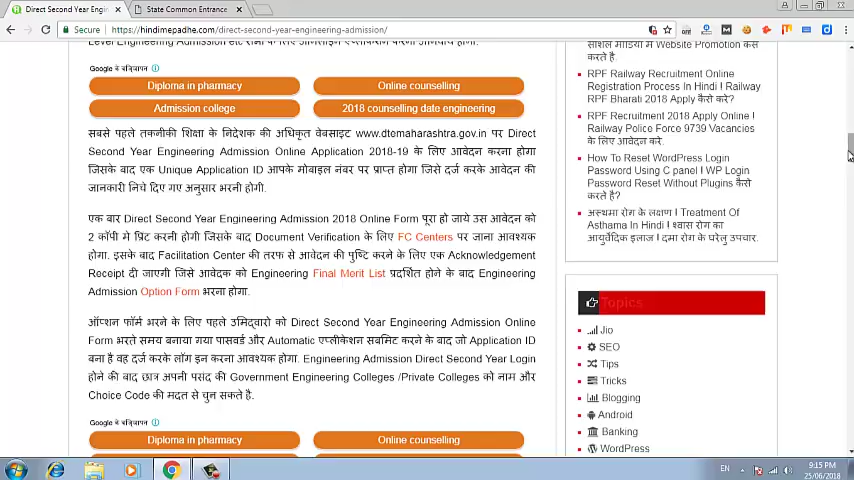 Direct Second Year Engin
State Common Entrance
Secure
https://hindimepadhe.com/direct-second-year-engineering-admission/
Google के विज्ञापन
Diploma in pharmacy
Online counselling
Admission college
2018 counselling date engineering
सबसे पहले तकनीकी शिक्षा के निदेशक की अधिकृत वेबसाइट www.dtemaharashtra.gov.in पर Direct
Second Year Engineering Admission Online Application 2018-19 के लिए आवेदन करना होगा
जिसके बाद एक Unique Application ID आपके मोबाइल नंबर पर प्राप्त होगा जिसे दर्ज करके आवेदन की
जानकारी निचे दिए गए अनुसार भरनी होगी.
एक बार Direct Second Year Engineering Admission 2018 Online Form पूरा हो जाये उस आवेदन को
2 कॉपी मे प्रिंट करनी होगी जिसके बाद Document Verification के लिए FC Centers पर जाना आवश्यक
होगा. इसके बाद Facilitation Center की तरफ से आवेदन की पुष्टि करने के लिए एक Acknowledgement
Receipt दी जाएगी जिसे आवेदक को Engineering Final Merit List प्रदर्शित होने के बाद Engineering
Admission Option Form भरना होगा.
ऑप्शन फॉर्म भरने के लिए पहले उमिदवारो को Direct Second Year Engineering Admission Online
Form भरते समय बनाया गया पासवर्ड और Automatic एप्लीकेशन सबमिट करने के बाद जो Application ID
बना है वह दर्ज करके लॉग इन करना आवश्यक होगा. Engineering Admission Direct Second Year Login
होने की बाद छात्र अपनी पसंद की Government Engineering Colleges /Private Colleges को नाम और
Choice Code की मदत से चुन सकते है.
Google के विज्ञापन
Diploma in pharmacy
Online counselling
सोशल मीडिया में Website Promotion कैसे
करते है.
RPF Railway Recruitment Online
Registration Process In Hindi ! Railway
RPF Bharati 2018 Apply कैसे करे?
RPF Recruitment 2018 Apply Online !
Railway Police Force 9739 Vacancies
के लिए आवेदन करे.
How To Reset WordPress Login
Password Using C panel ! WP Login
Password Reset Without Plugins कैसे
करते है?
अस्थमा रोग के लक्षण ! Treatment Of
Asthama In Hindi ! श्वास रोग का
आयुर्वेदिक इलाज ! दमा रोग के घरेलु उपचार.
Topics
Jio
SEO
Tips
Tricks
Blogging
Android
Banking
WordPress
EN
9:15 PM
25/06/2018